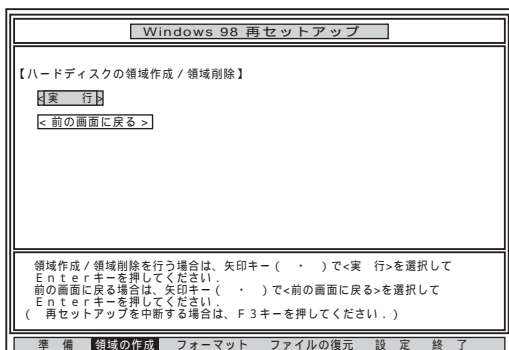 Windows 98 再セットアップ
【ハードディスクの領域作成/領域削除】
<実　行>
<前の画面に戻る>
領域作成/領域削除を行う場合は、矢印キー(　・　)で<実　行>を選択して
Enterキーを押してください.
前の画面に戻る場合は、矢印キー(　・　)で<前の画面に戻る>を選択して
Enterキーを押してください.
(　再セットアップを中断する場合は、F3キーを押してください.)
準　備　領域の作成　フォーマット　ファイルの復元　設　定　終　了